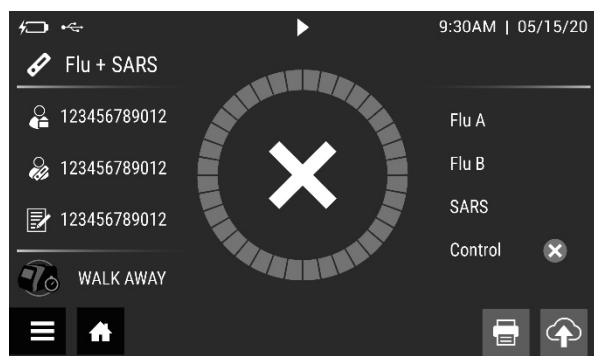 9:30AM | 05/15/20
Flu + SARS
123456789012
123456789012
123456789012
WALK AWAY
Flu A
Flu B
SARS
Control